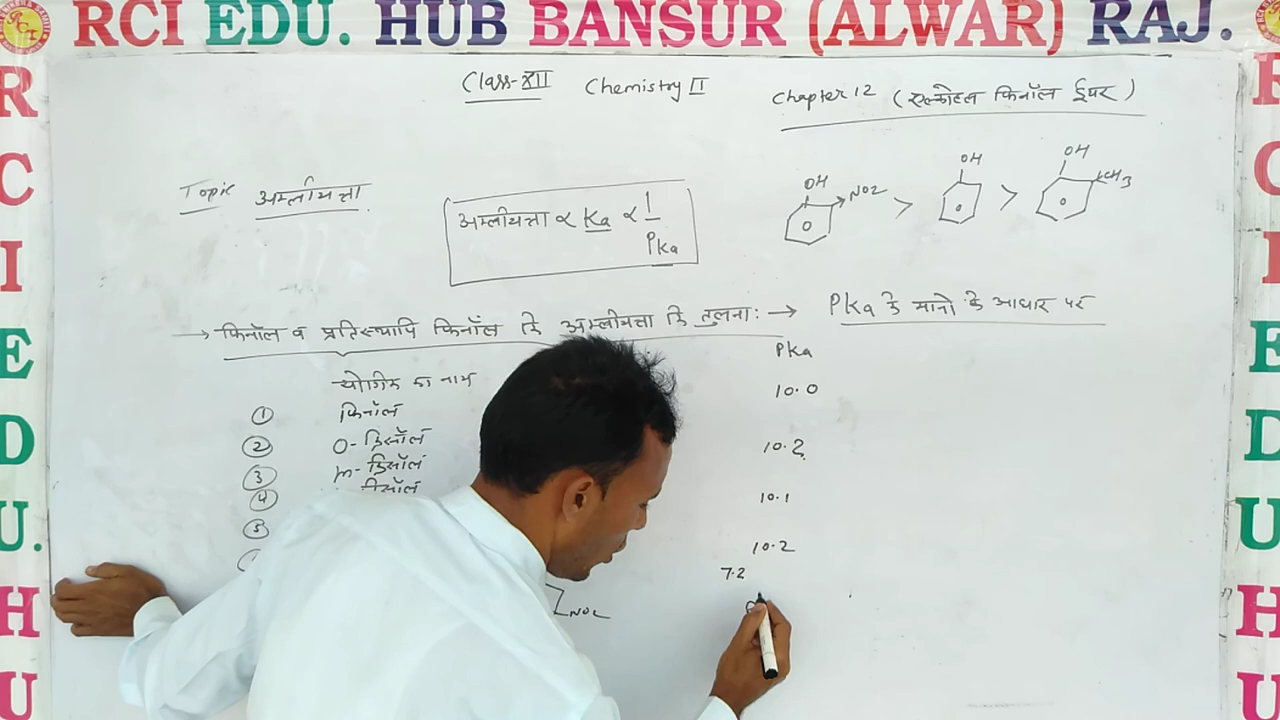 RCI EDU. HUB BANSUR (ALWAR) RAJ.
R
C
I
E
D
U.
H
U
Class-XII Chemistry II Chapter 12 (एल्कोहल फिनॉल ईथर)
Topic अम्लीयता
अम्लीयता ∝ Ka ∝ 1
PKa
OH NO2 > OH > OH CH3
→ फिनॉल व प्रतिस्थापि फिनॉल कि अम्लीयता कि तुलना: → PKa के मानो के आधार पर
यौगिक का नाम PKa
① फिनॉल 10.0
② O-क्रिसॉल 10.2
③ m-क्रिसॉल 10.1
④ क्रिसॉल 10.2
⑤ 7.2
NO2
R
C
I
E
D
U
H
U